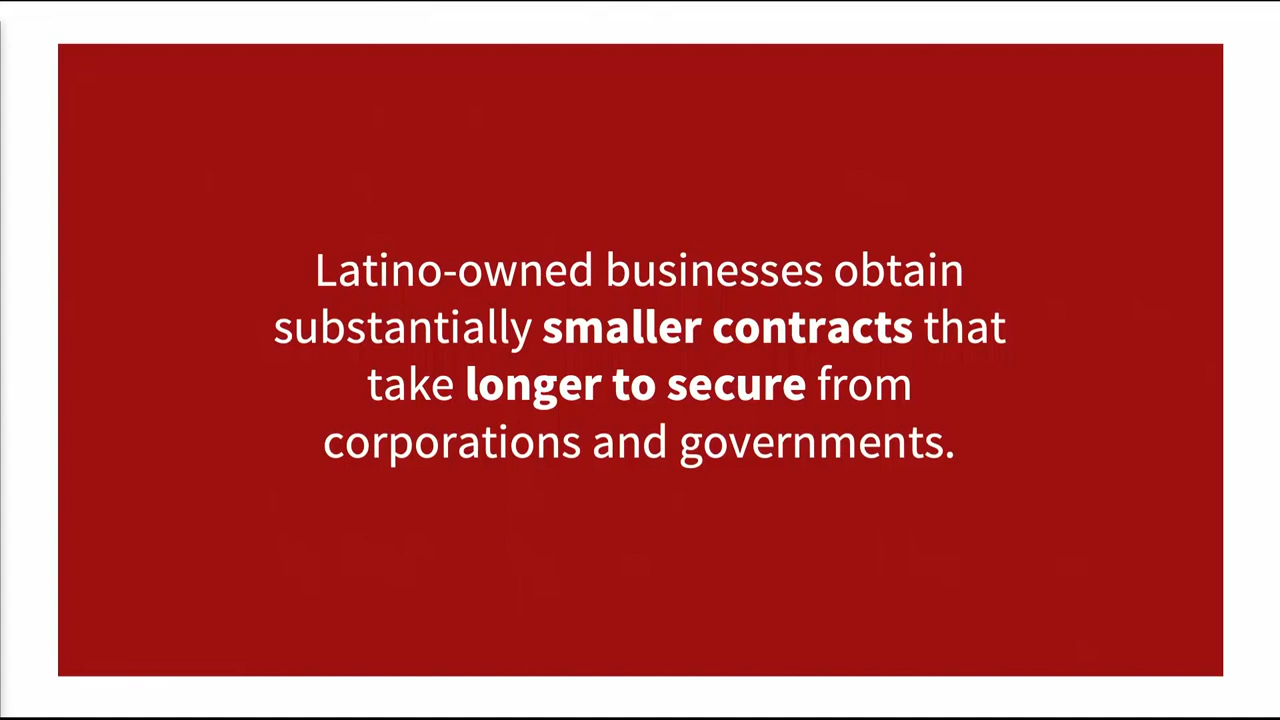 Latino-owned businesses obtain
substantially smaller contracts that
take longer to secure from
corporations and governments.